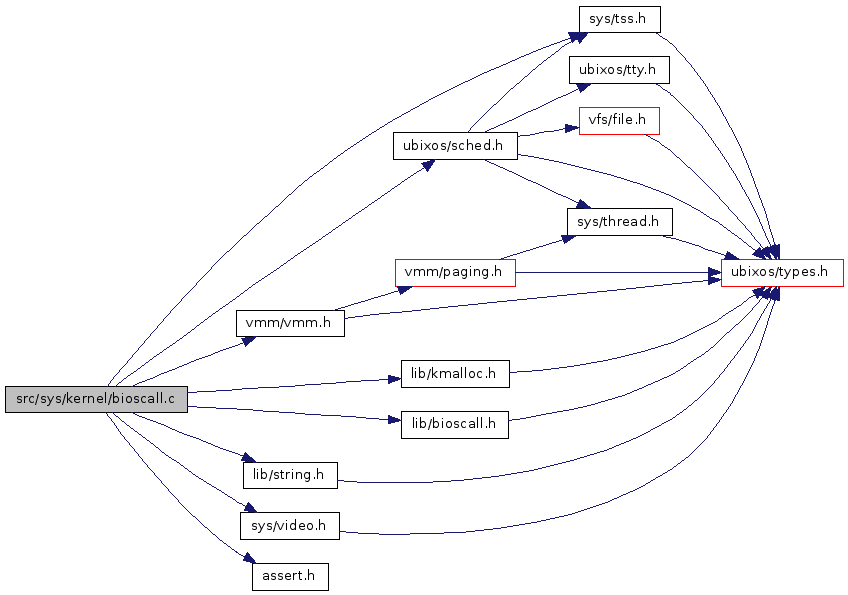 sys/tss.h
ubixos/tty.h
vfs/file.h
ubixos/sched.h
sys/thread.h
vmm/paging.h
ubixos/types.h
vmm/vmm.h
lib/kmalloc.h
src/sys/kernel/bioscall.c
lib/bioscall.h
lib/string.h
sys/video.h
assert.h